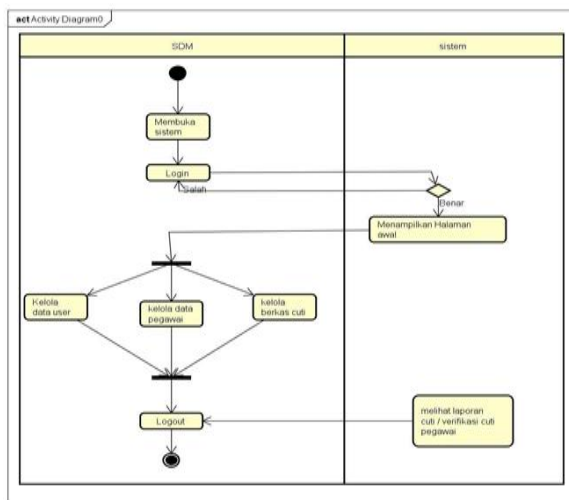 act Activity Diagram0
SDM
sistem
Membuka
sistem
Login
Salah
Benar
Menampilkan Halaman
awal
Kelola
data user
kelola data
pegawai
kelola
berkas cuti
melihat laporan
cuti / verifikasi cuti
pegawai
Logout